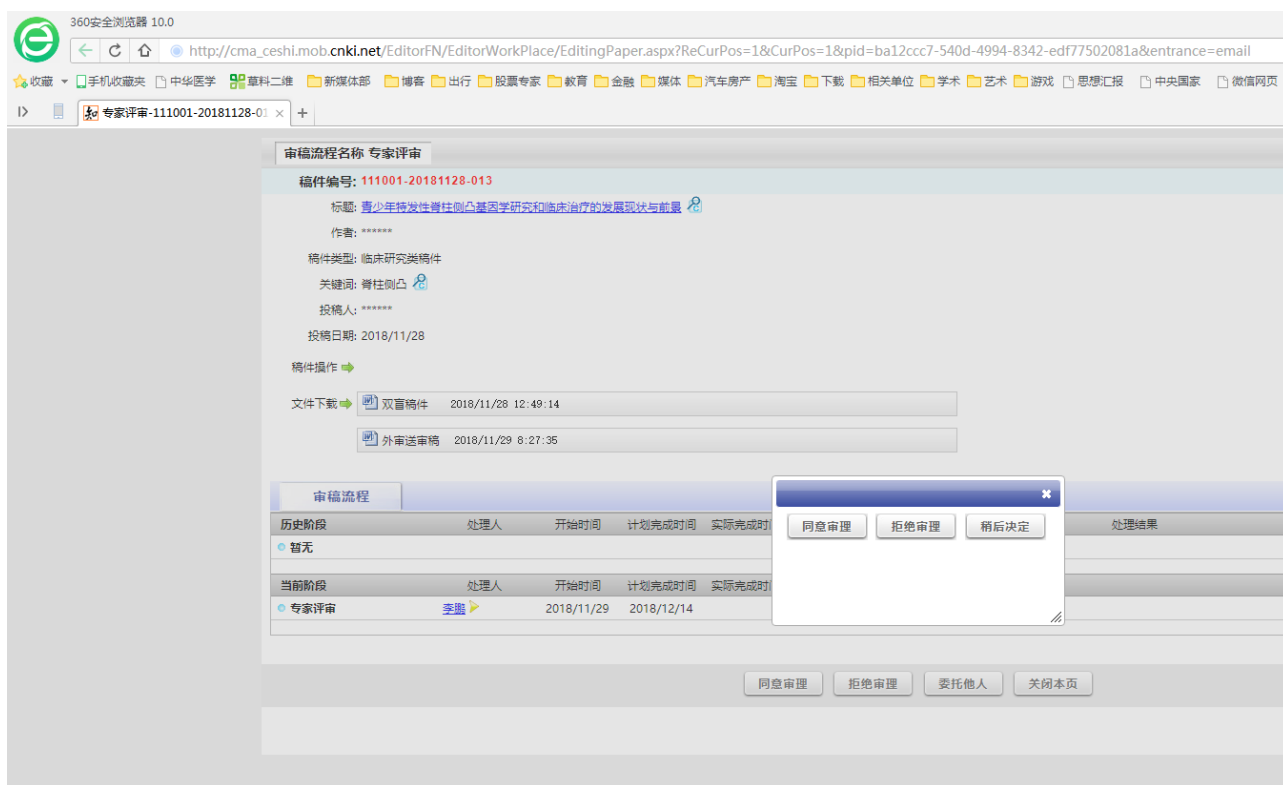 360安全浏览器 10.0
http://cma_ceshi.mob.cnki.net/EditorFN/EditorWorkPlace/EditingPaper.aspx?ReCurPos=1&CurPos=1&pid=ba12ccc7-540d-4994-8342-edf77502081a&entrance=email
收藏 手机收藏夹 中华医学 草料二维 新媒体部 博客 出行 股票专家 教育 金融 媒体 汽车房产 淘宝 下载 相关单位 学术 艺术 游戏 思想汇报 中央国家 微信网页
专家评审-111001-20181128-01
审稿流程名称 专家评审
稿件编号: 111001-20181128-013
标题: 青少年特发性脊柱侧凸基因学研究和临床治疗的发展现状与前景
作者: ******
稿件类型: 临床研究类稿件
关键词: 脊柱侧凸
投稿人: ******
投稿日期: 2018/11/28
稿件操作
文件下载 双盲稿件 2018/11/28 12:49:14
外审送审稿 2018/11/29 8:27:35
审稿流程
历史阶段 处理人 开始时间 计划完成时间 实际完成时 处理结果
同意审理 拒绝审理 稍后决定
暂无
当前阶段 处理人 开始时间 计划完成时间 实际完成时
专家评审 李鹏 2018/11/29 2018/12/14
同意审理 拒绝审理 委托他人 关闭本页